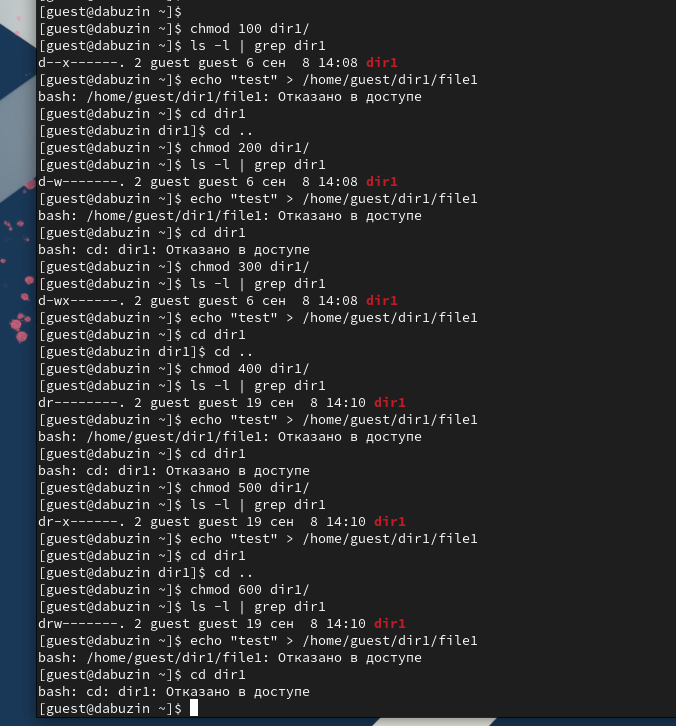 [guest@dabuzin ~]$
[guest@dabuzin ~]$ chmod 100 dir1/
[guest@dabuzin ~]$ ls -l | grep dir1
d--x------. 2 guest guest 6 сен  8 14:08 dir1
[guest@dabuzin ~]$ echo "test" > /home/guest/dir1/file1
bash: /home/guest/dir1/file1: Отказано в доступе
[guest@dabuzin ~]$ cd dir1
[guest@dabuzin dir1]$ cd ..
[guest@dabuzin ~]$ chmod 200 dir1/
[guest@dabuzin ~]$ ls -l | grep dir1
d-w-------. 2 guest guest 6 сен  8 14:08 dir1
[guest@dabuzin ~]$ echo "test" > /home/guest/dir1/file1
bash: /home/guest/dir1/file1: Отказано в доступе
[guest@dabuzin ~]$ cd dir1
bash: cd: dir1: Отказано в доступе
[guest@dabuzin ~]$ chmod 300 dir1/
[guest@dabuzin ~]$ ls -l | grep dir1
d-wx------. 2 guest guest 6 сен  8 14:08 dir1
[guest@dabuzin ~]$ echo "test" > /home/guest/dir1/file1
[guest@dabuzin ~]$ cd dir1
[guest@dabuzin dir1]$ cd ..
[guest@dabuzin ~]$ chmod 400 dir1/
[guest@dabuzin ~]$ ls -l | grep dir1
dr--------. 2 guest guest 19 сен  8 14:10 dir1
[guest@dabuzin ~]$ echo "test" > /home/guest/dir1/file1
bash: /home/guest/dir1/file1: Отказано в доступе
[guest@dabuzin ~]$ cd dir1
bash: cd: dir1: Отказано в доступе
[guest@dabuzin ~]$ chmod 500 dir1/
[guest@dabuzin ~]$ ls -l | grep dir1
dr-x------. 2 guest guest 19 сен  8 14:10 dir1
[guest@dabuzin ~]$ echo "test" > /home/guest/dir1/file1
[guest@dabuzin ~]$ cd dir1
[guest@dabuzin dir1]$ cd ..
[guest@dabuzin ~]$ chmod 600 dir1/
[guest@dabuzin ~]$ ls -l | grep dir1
drw-------. 2 guest guest 19 сен  8 14:10 dir1
[guest@dabuzin ~]$ echo "test" > /home/guest/dir1/file1
bash: /home/guest/dir1/file1: Отказано в доступе
[guest@dabuzin ~]$ cd dir1
bash: cd: dir1: Отказано в доступе
[guest@dabuzin ~]$